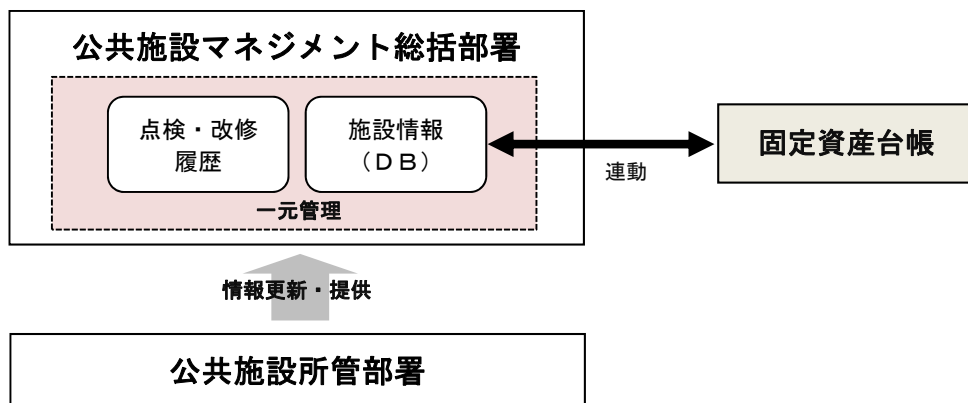 公共施設マネジメント総括部署
点検・改修
履歴
施設情報
（ＤＢ）
一元管理
連動
固定資産台帳
情報更新・提供
公共施設所管部署